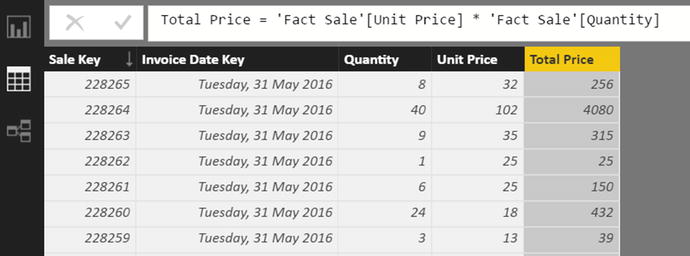 Total Price = 'Fact Sale'[Unit Price] * 'Fact Sale'[Quantity]
Sale Key Invoice Date Key Quantity Unit Price Total Price
228265 Tuesday, 31 May 2016 8 32 256
228264 Tuesday, 31 May 2016 40 102 4080
228263 Tuesday, 31 May 2016 9 35 315
228262 Tuesday, 31 May 2016 1 25 25
228261 Tuesday, 31 May 2016 6 25 150
228260 Tuesday, 31 May 2016 24 18 432
228259 Tuesday, 31 May 2016 3 13 39